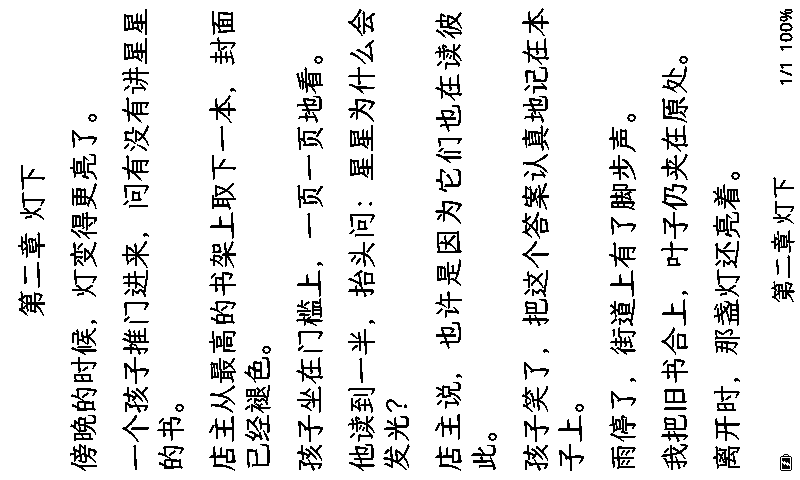 第二章 灯下
傍晚的时候，灯变得更亮了。
一个孩子推门进来，问有没有讲星星
的书。
店主从最高的书架上取下一本，封面
已经褪色。
孩子坐在门槛上，一页一页地看。
他读到一半，抬头问：星星为什么会
发光？
店主说，也许是因为它们也在读彼
此。
孩子笑了，把这个答案认真地记在本
子上。
雨停了，街道上有了脚步声。
我把旧书合上，叶子仍夹在原处。
离开时，那盏灯还亮着。
第二章 灯下
1/1 100%